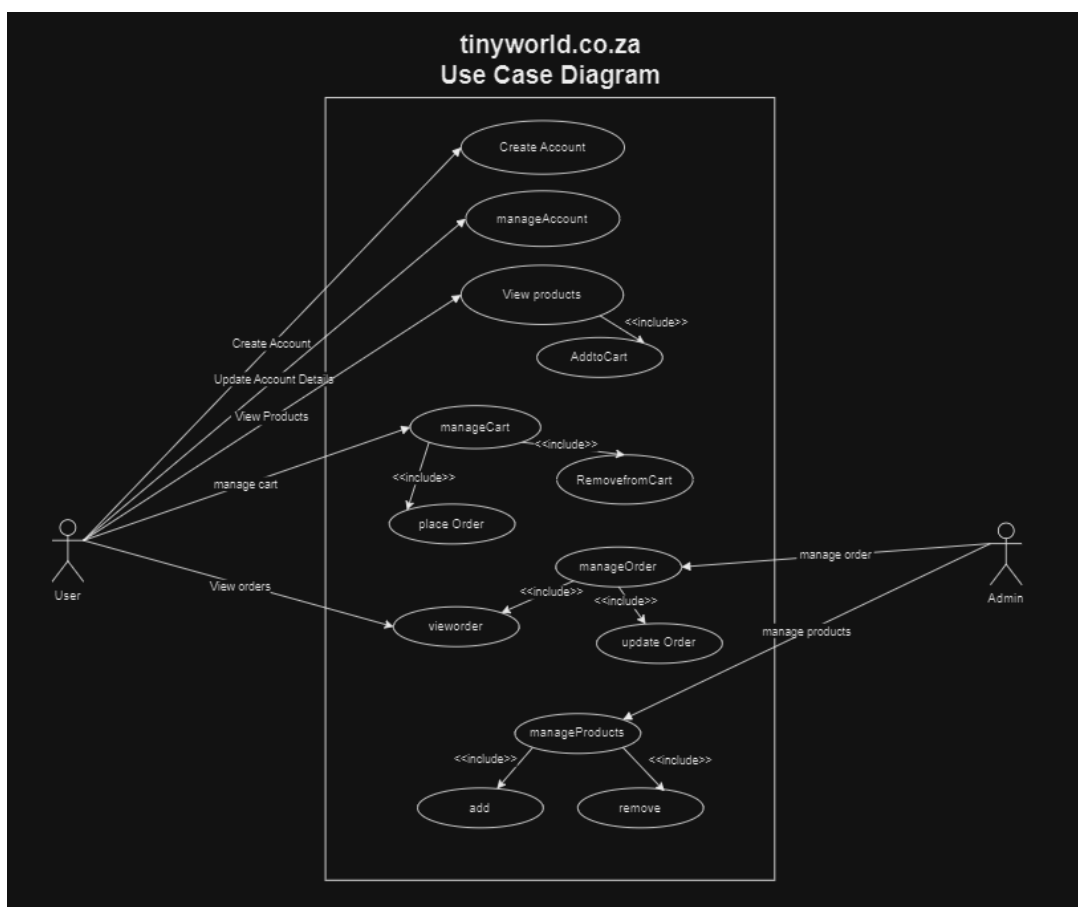 tinyworld.co.za
Use Case Diagram
Create Account
manageAccount
View products
<<include>>
AddtoCart
Create Account
Update Account Details
View Products
manage cart
manageCart
<<include>>
<<include>>
RemovefromCart
place Order
User
View orders
manageOrder
manage order
Admin
<<include>>
<<include>>
vieworder
update Order
manage products
manageProducts
<<include>>
<<include>>
add
remove